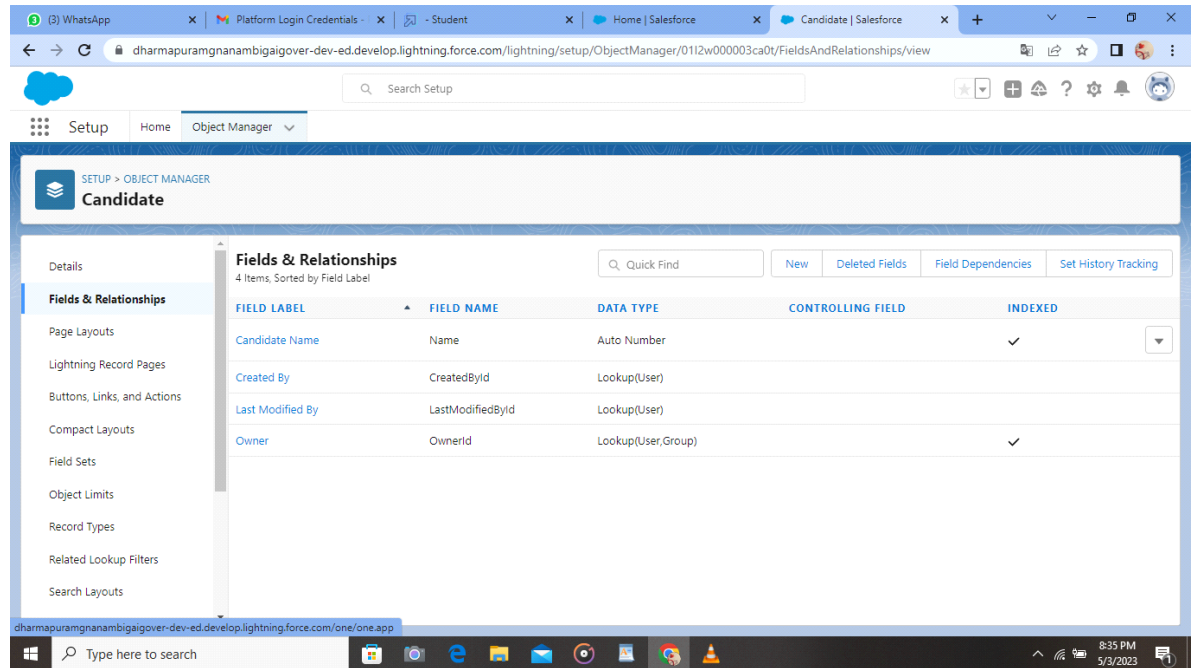 (3) WhatsApp
Platform Login Credentials -
- Student
Home | Salesforce
Candidate | Salesforce
dharmapuramgnanambigaigover-dev-ed.develop.lightning.force.com/lightning/setup/ObjectManager/01I2w000003ca0t/FieldsAndRelationships/view
Search Setup
Setup Home Object Manager
SETUP > OBJECT MANAGER
Candidate
Details
Fields & Relationships
Page Layouts
Lightning Record Pages
Buttons, Links, and Actions
Compact Layouts
Field Sets
Object Limits
Record Types
Related Lookup Filters
Search Layouts
Fields & Relationships
4 Items, Sorted by Field Label
Quick Find
New Deleted Fields Field Dependencies Set History Tracking
FIELD LABEL FIELD NAME DATA TYPE CONTROLLING FIELD INDEXED
Candidate Name Name Auto Number
Created By CreatedById Lookup(User)
Last Modified By LastModifiedById Lookup(User)
Owner OwnerId Lookup(User,Group)
dharmapuramgnanambigaigover-dev-ed.develop.lightning.force.com/one/one.app
Type here to search
8:35 PM
5/3/2023
1